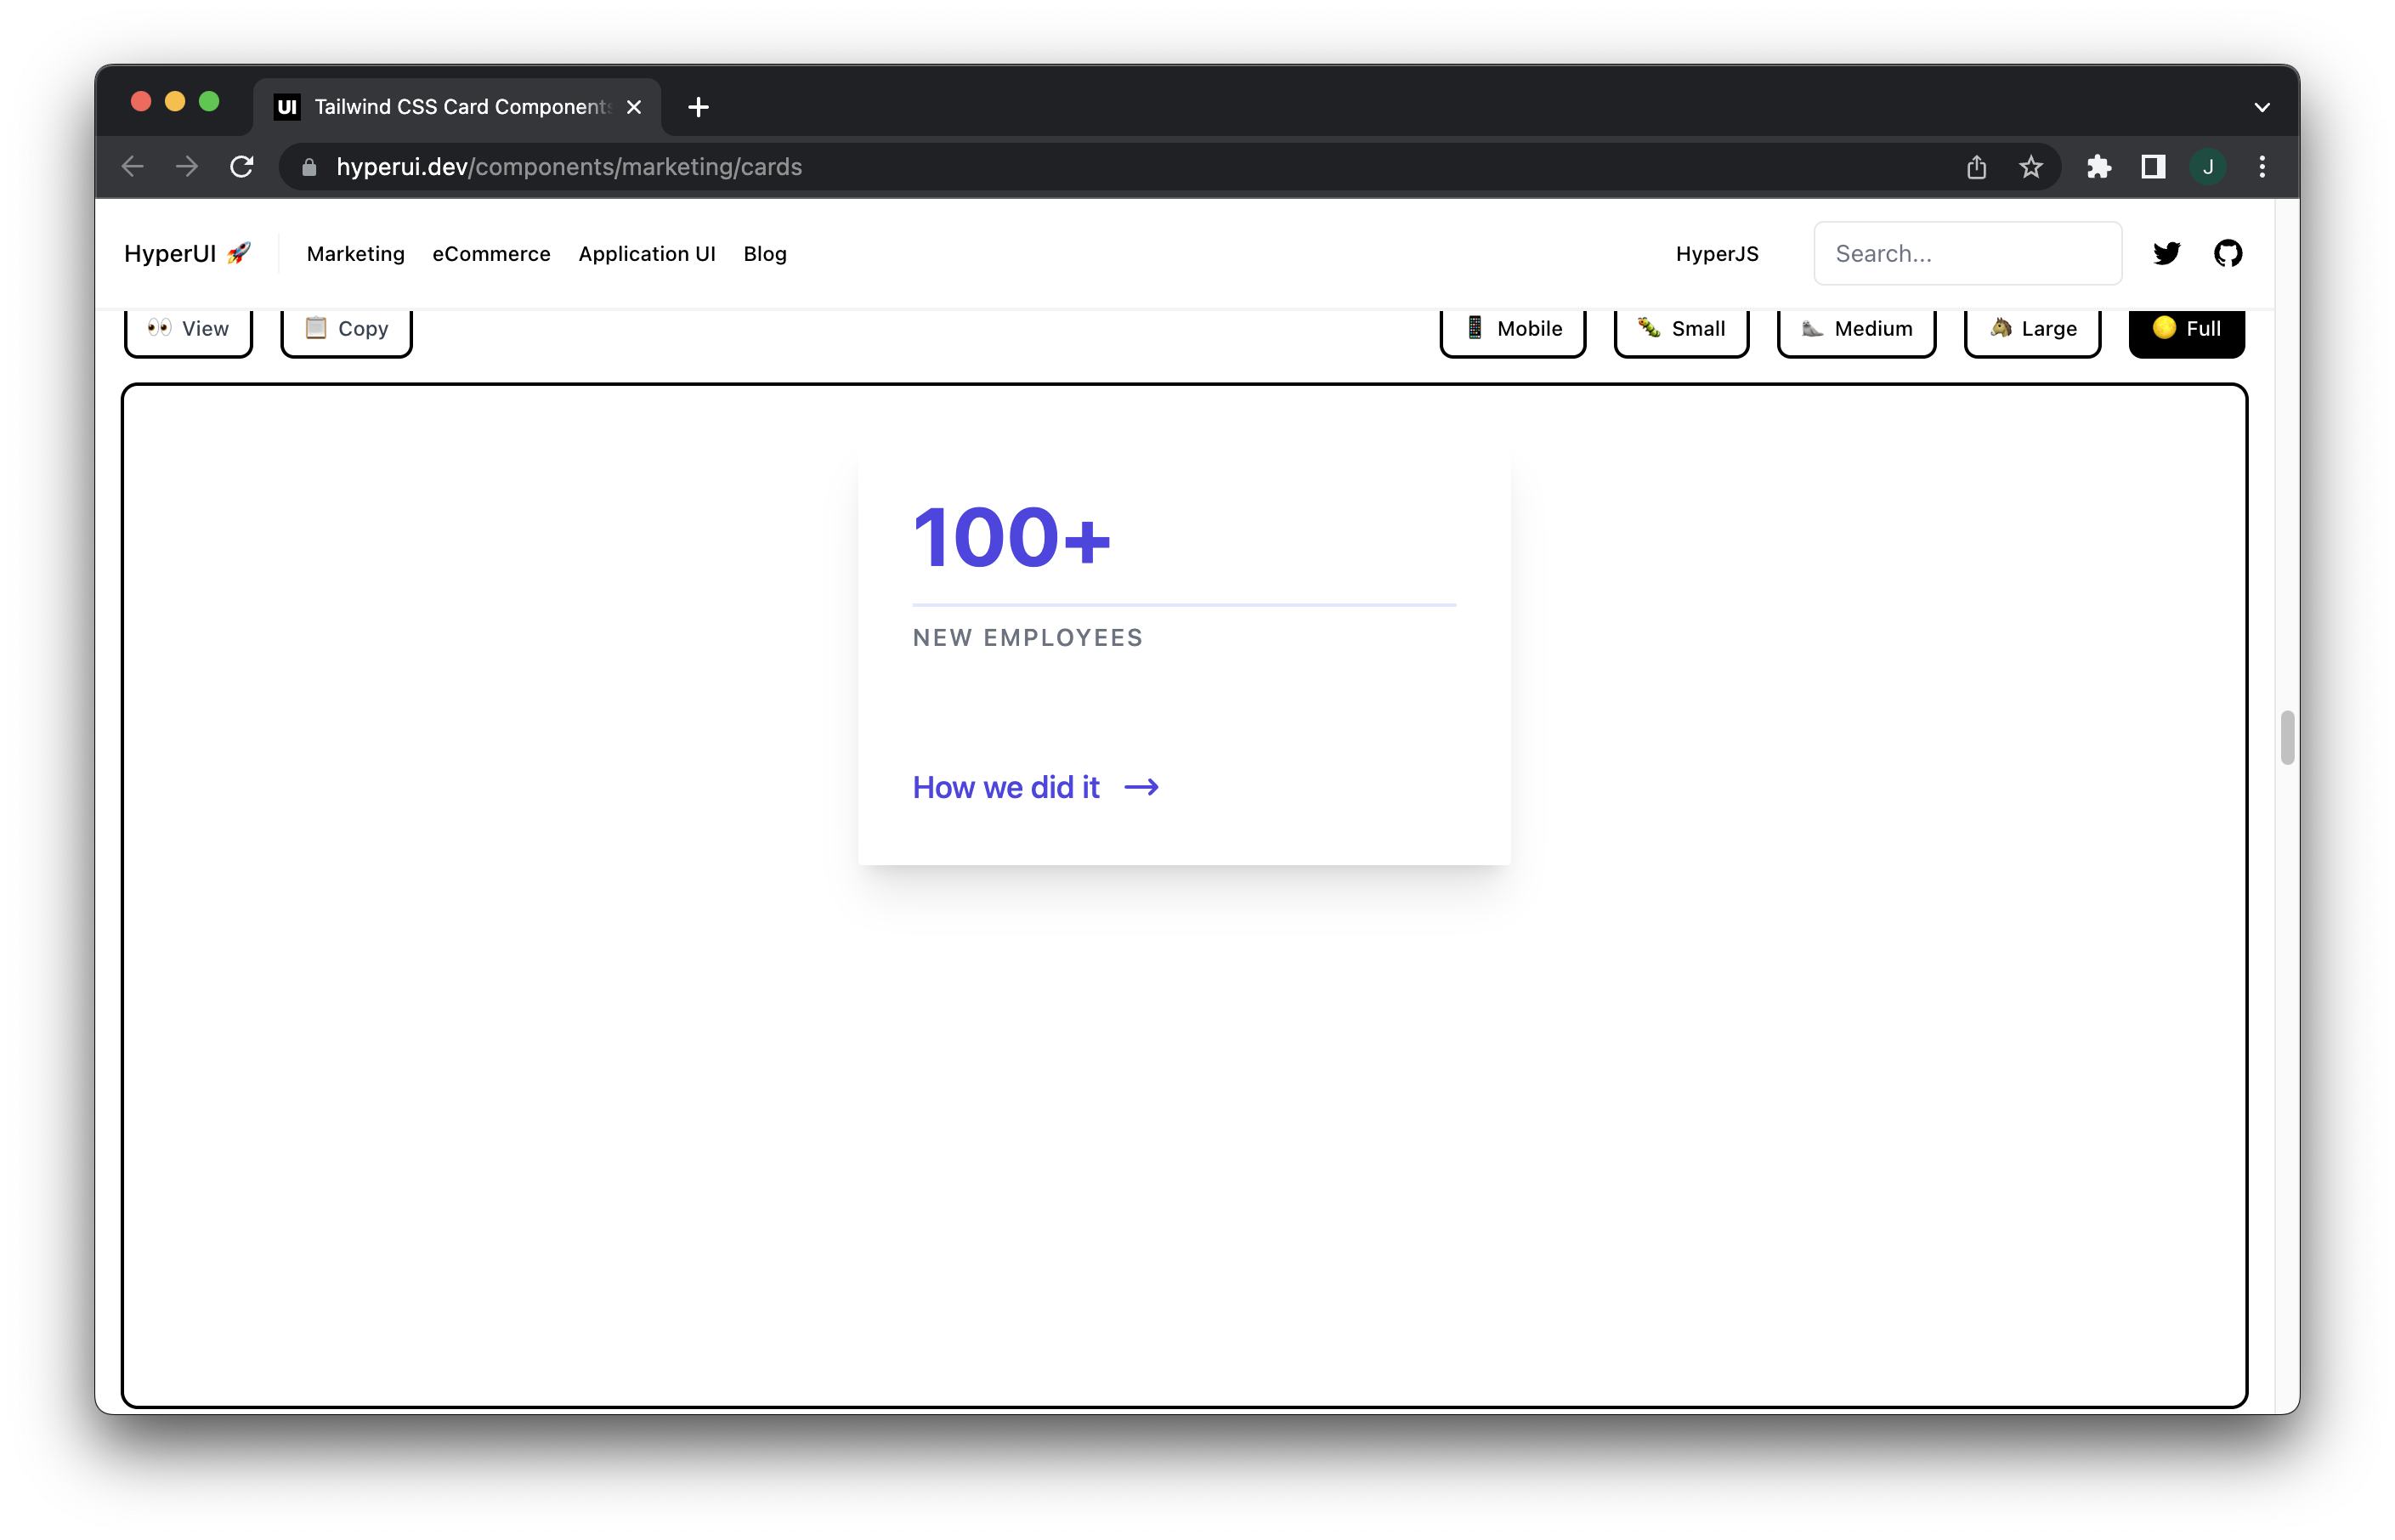 UI Tailwind CSS Card Components
hyperui.dev/components/marketing/cards
J
HyperUI 🚀 Marketing eCommerce Application UI Blog HyperJS Search...
👀 View 📋 Copy 📱 Mobile 🐛 Small 🦭 Medium 🐴 Large 🌕 Full
100+
NEW EMPLOYEES
How we did it →